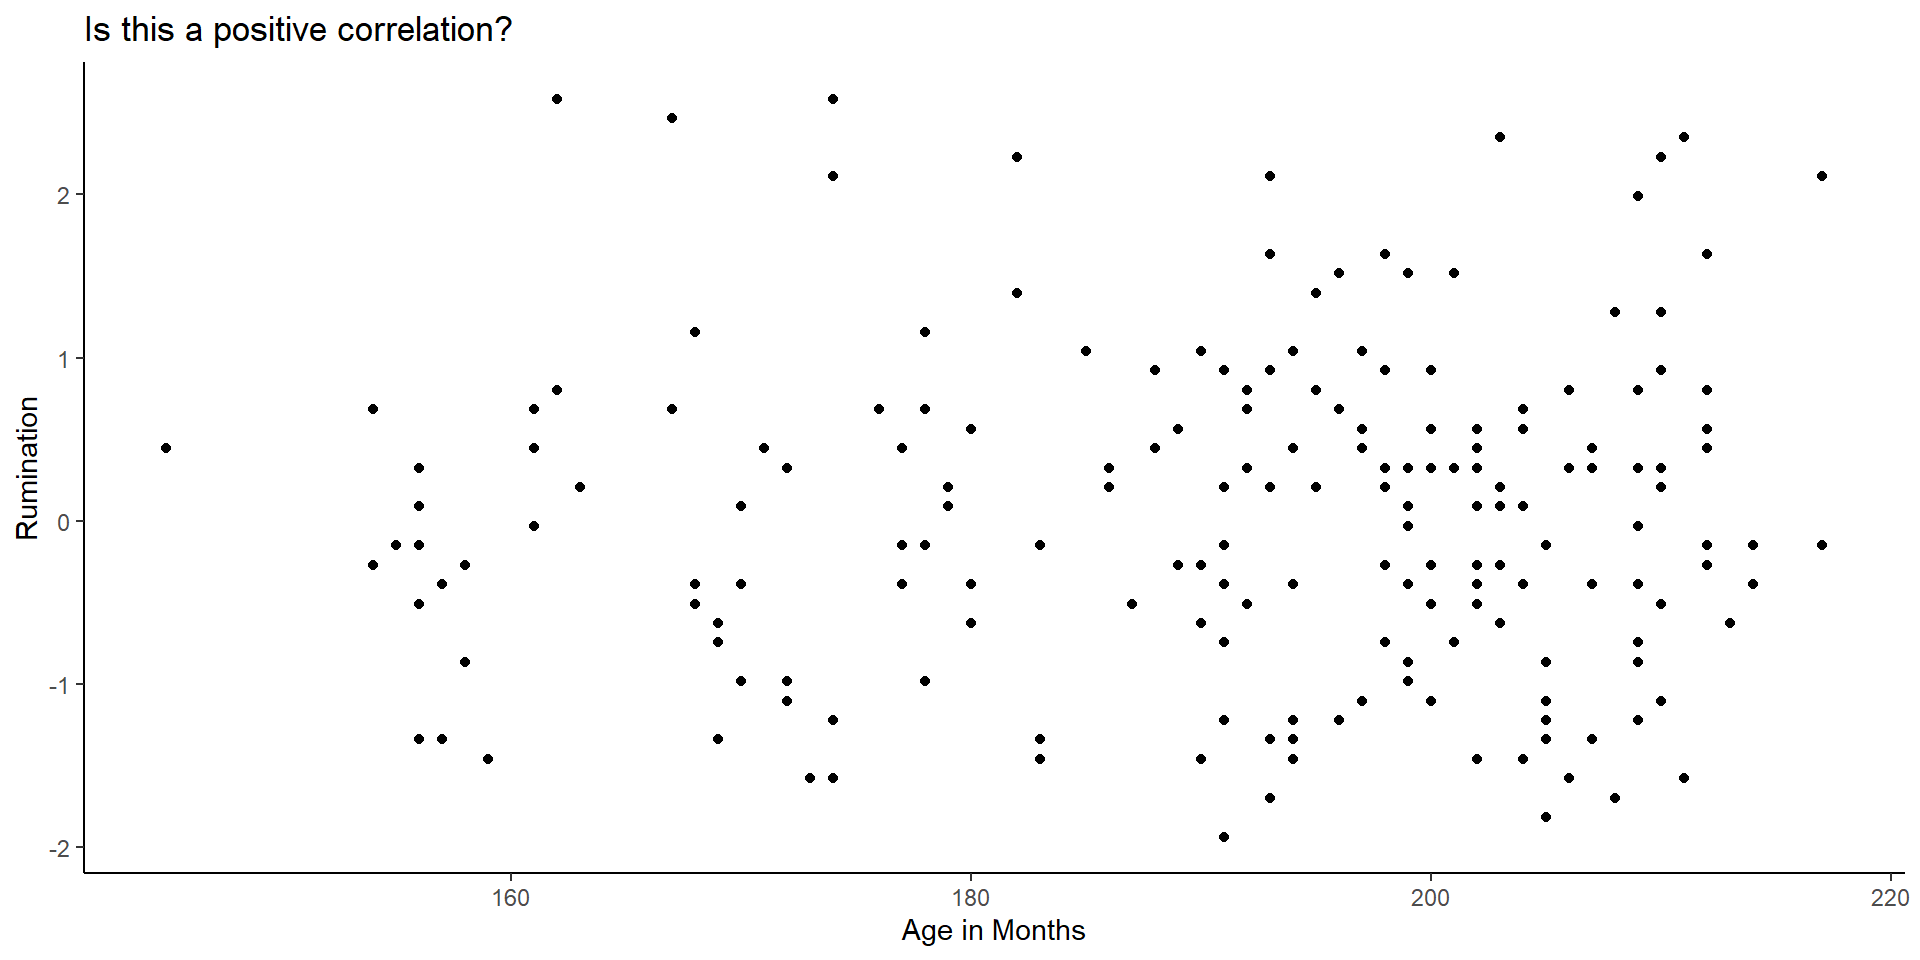 Is this a positive correlation?
2
1
0
-1
-2
Rumination
160 180 200 220
Age in Months